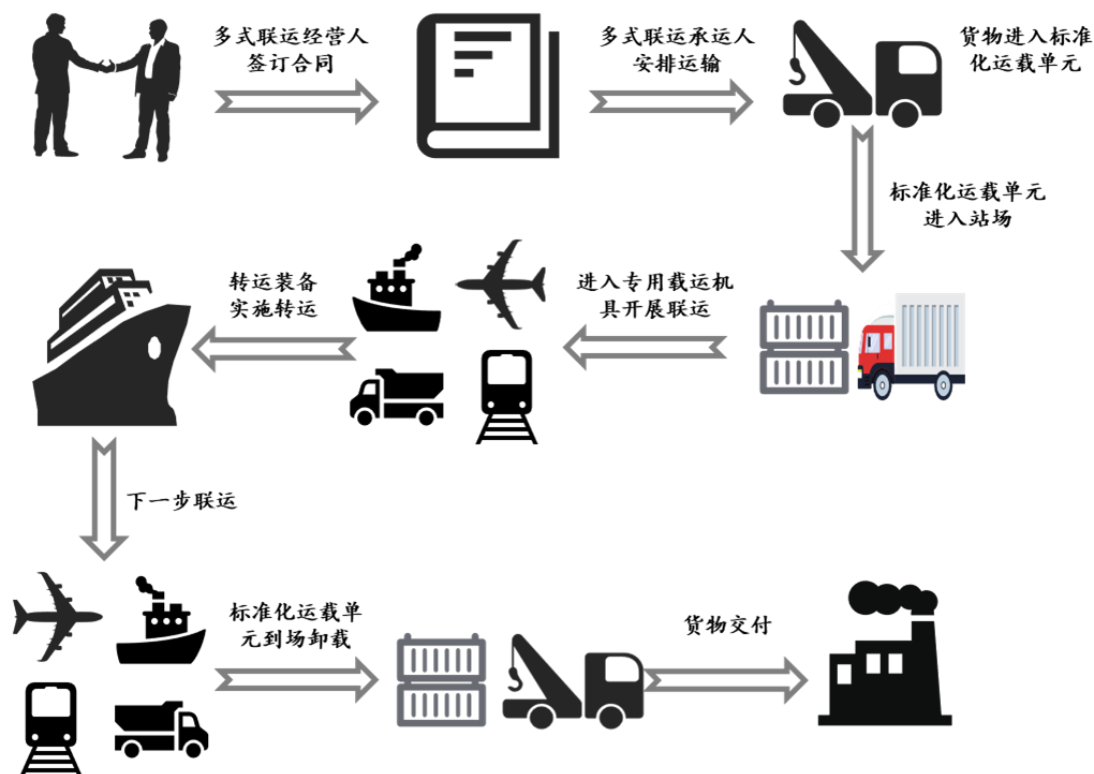 多式联运经营人
签订合同
多式联运承运人
安排运输
货物进入标准
化运载单元
标准化运载单元
进入站场
进入专用载运机
具开展联运
转运装备
实施转运
下一步联运
标准化运载单
元到场卸载
货物交付